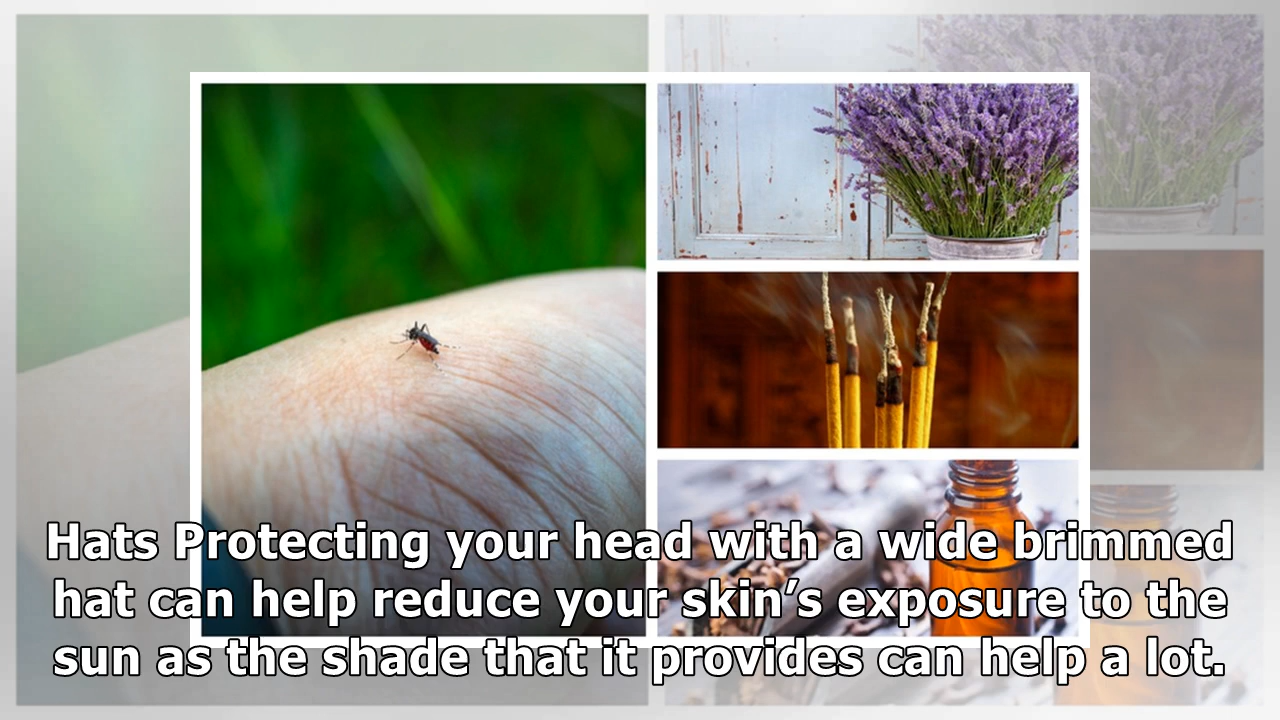 Hats Protecting your head with a wide brimmed
hat can help reduce your skin’s exposure to the
sun as the shade that it provides can help a lot.